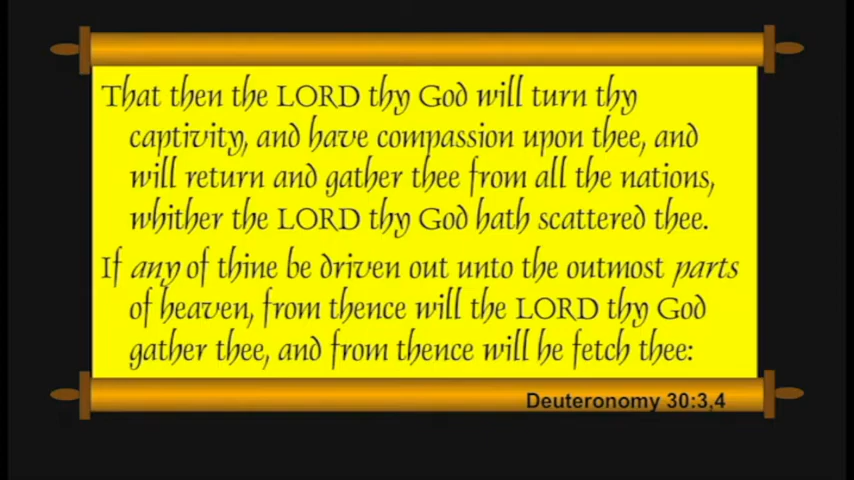 That then the LORD thy God will turn thy
captivity, and have compassion upon thee, and
will return and gather thee from all the nations,
whither the LORD thy God hath scattered thee.
If any of thine be driven out unto the outmost parts
of heaven, from thence will the LORD thy God
gather thee, and from thence will he fetch thee:
Deuteronomy 30:3,4